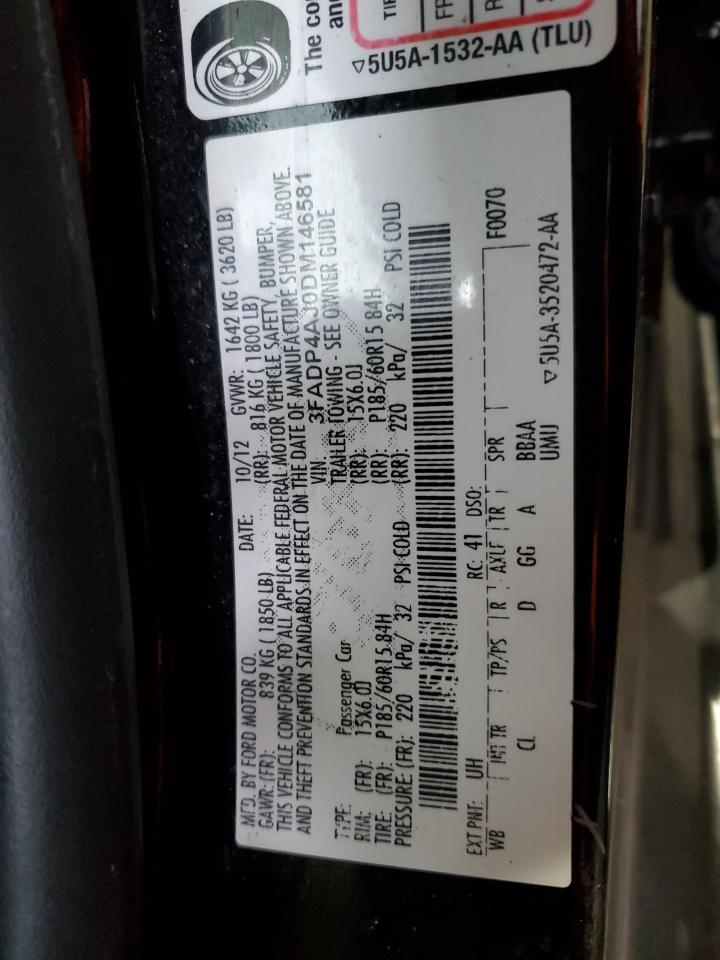 MFD. BY FORD MOTOR CO. DATE: 10/12 GVWR: 1642 KG ( 3620 LB)
GAWR: (FR): 839 KG ( 1850 LB) (RR): 816 KG ( 1800 LB)
THIS VEHICLE CONFORMS TO ALL APPLICABLE FEDERAL MOTOR VEHICLE SAFETY, BUMPER,
AND THEFT PREVENTION STANDARDS IN EFFECT ON THE DATE OF MANUFACTURE SHOWN ABOVE.
VIN: 3FADP4AJ0DM146581
TYPE: Passenger Car TRAILER TOWING - SEE OWNER GUIDE
RIM: (FR): 15X6.0J (RR): 15X6.0J
TIRE: (FR): P185/60R15 84H (RR): P185/60R15 84H
PRESSURE: (FR): 220 kPa/ 32 PSI COLD (RR): 220 kPa/ 32 PSI COLD
EXT PNT: UH RC: 41 DSO:
WB INT TR TP/PS R AXLE TR SPR F0070
CL D GG A BBAA
UMU
▽5U5A-3520472-AA
The co
an
TIR
FR
R
▽5U5A-1532-AA (TLU)